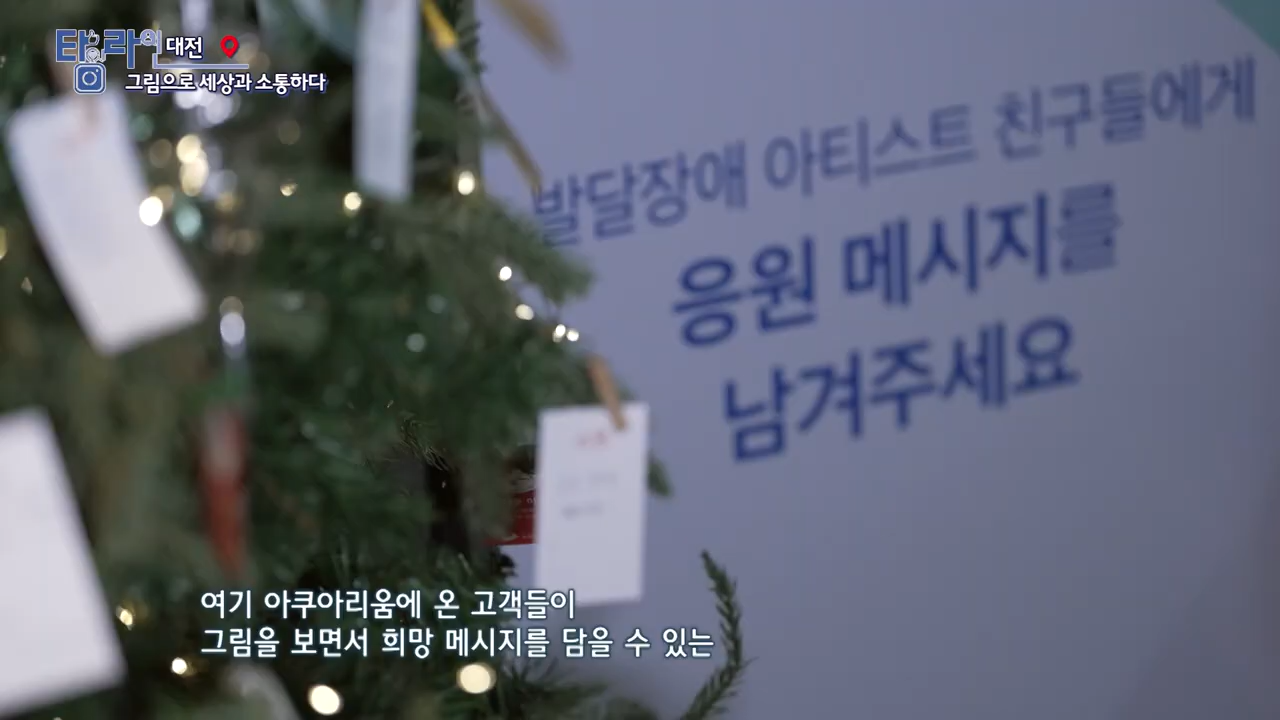 타임라인 대전
그림으로 세상과 소통하다
발달장애 아티스트 친구들에게
응원 메시지를
남겨주세요
여기 아쿠아리움에 온 고객들이
그림을 보면서 희망 메시지를 담을 수 있는